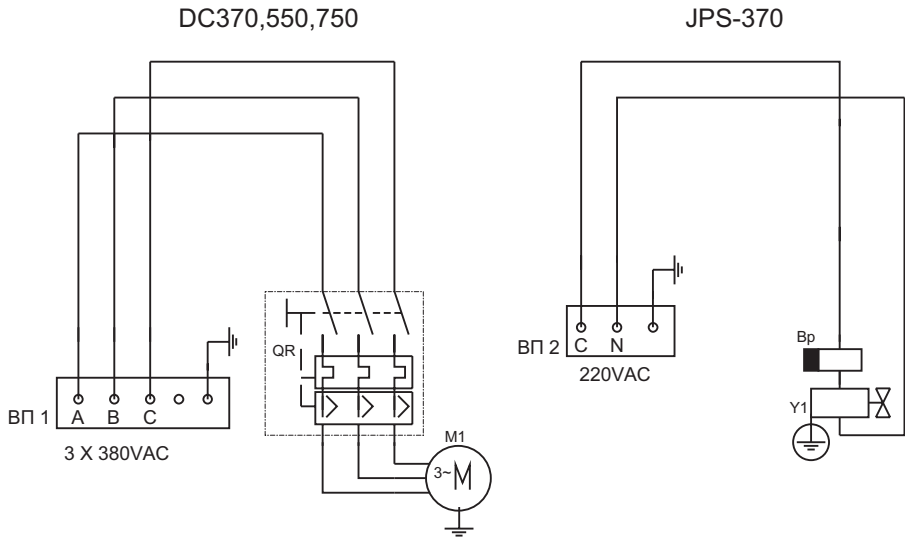 DC370,550,750
JPS-370
QR
ВП 1
A B C
3 X 380VAC
M1
3~ M
ВП 2
C N
220VAC
Вр
Y1